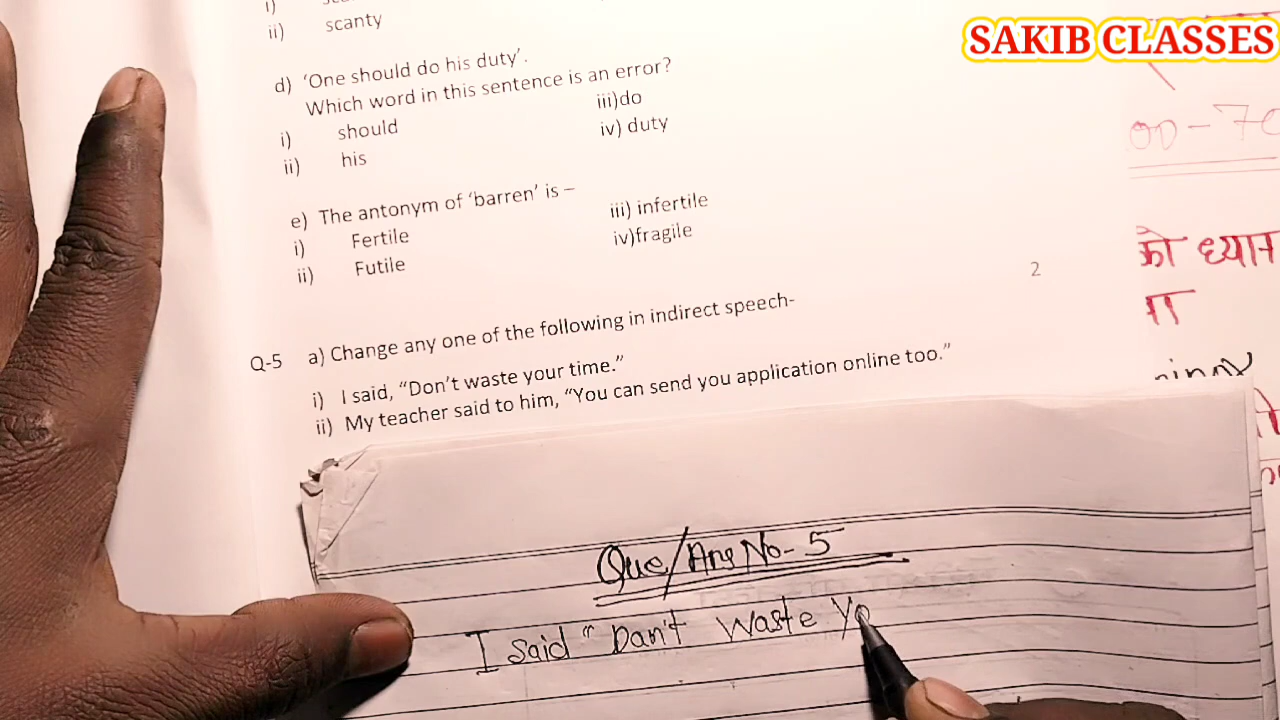 i)
ii) scanty
SAKIB CLASSES
d) ‘One should do his duty’.
Which word in this sentence is an error?
i) should iii)do
ii) his iv) duty
e) The antonym of ‘barren’ is –
i) Fertile iii) infertile
ii) Futile iv)fragile
2
Q-5 a) Change any one of the following in indirect speech-
i) I said, “Don’t waste your time.”
ii) My teacher said to him, “You can send you application online too.”
को ध्यान
Que/Ans No- 5
I said “ Dan't waste Yo